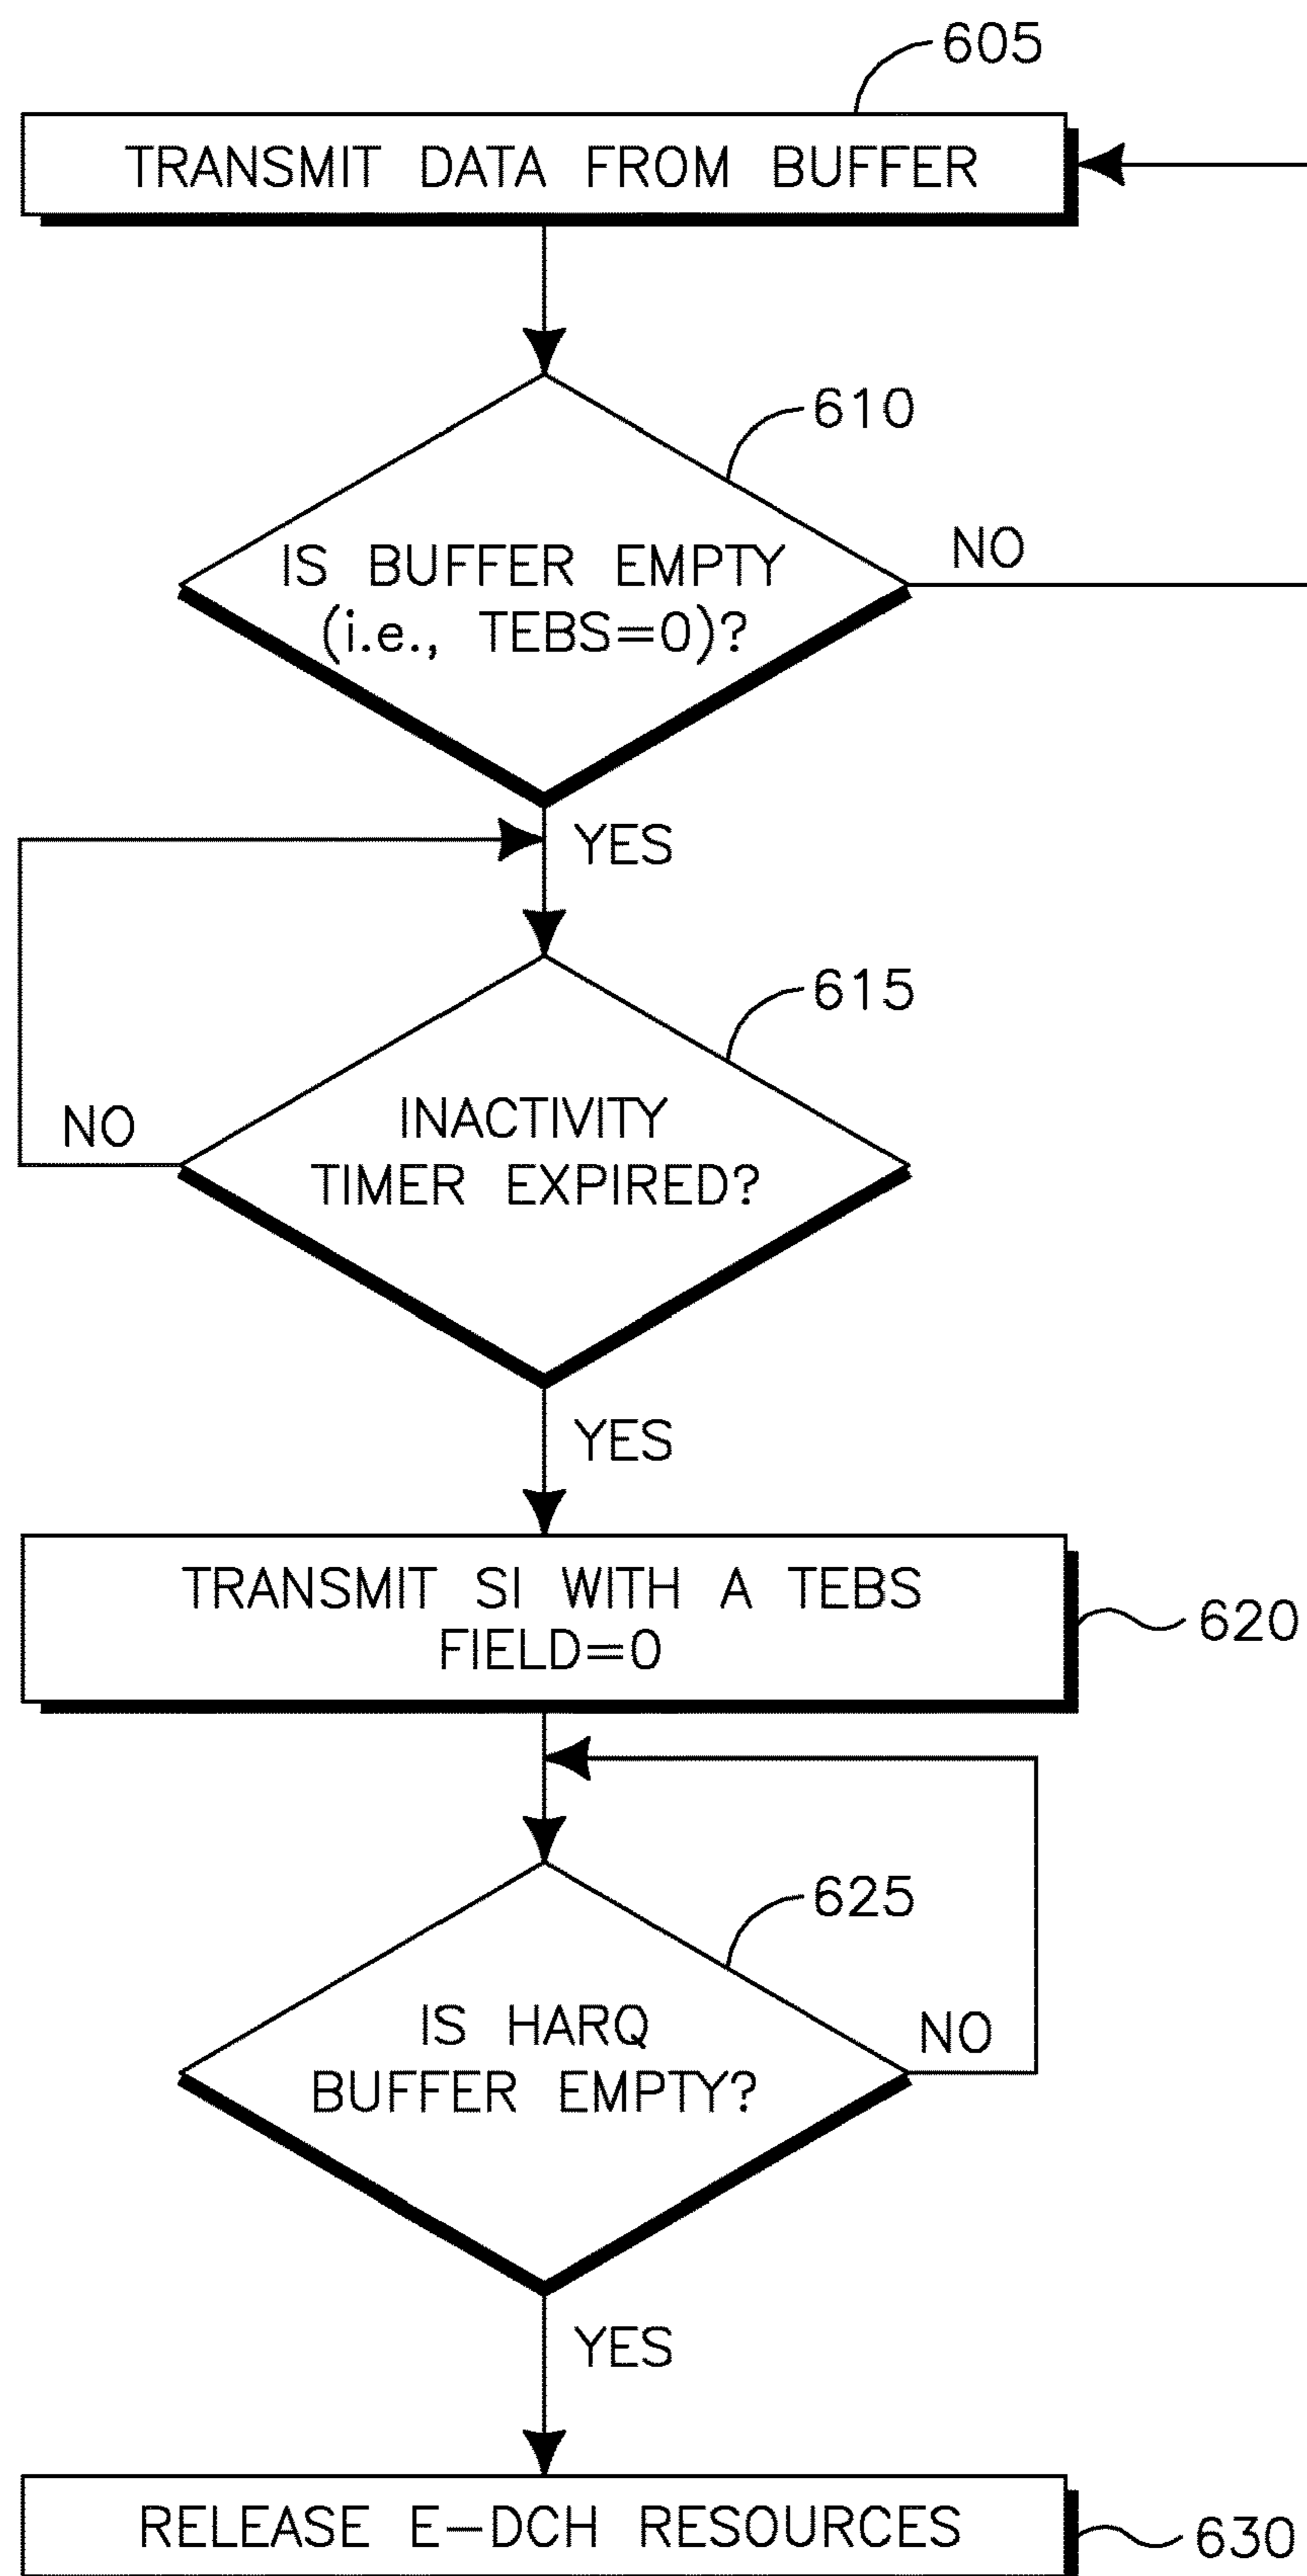 605
TRANSMIT DATA FROM BUFFER
610
IS BUFFER EMPTY
(i.e., TEBS=0)?
NO
YES
615
INACTIVITY
TIMER EXPIRED?
NO
YES
TRANSMIT SI WITH A TEBS
FIELD=0
620
625
IS HARQ
BUFFER EMPTY?
NO
YES
RELEASE E-DCH RESOURCES
630